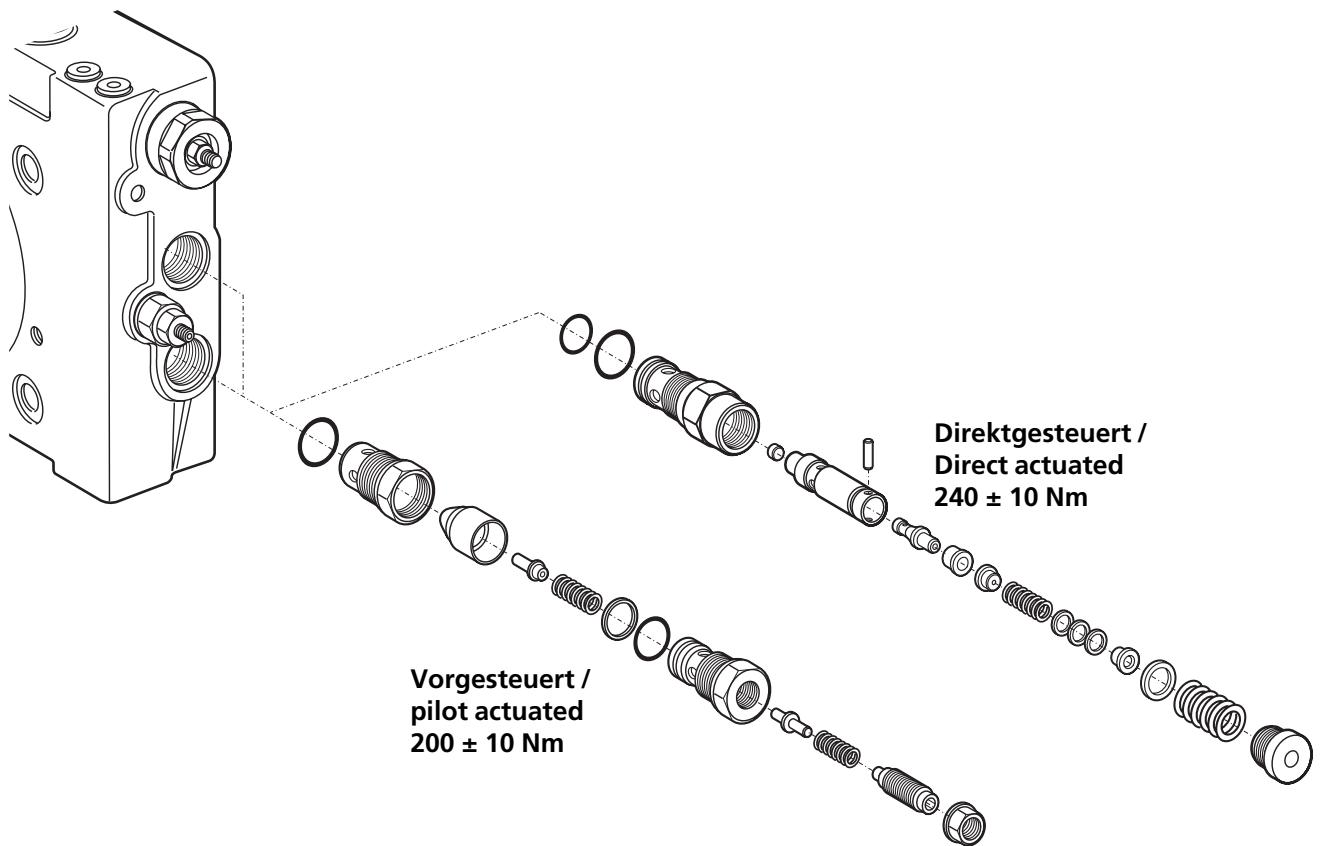 Direktgesteuert /
Direct actuated
240 ± 10 Nm
Vorgesteuert /
pilot actuated
200 ± 10 Nm